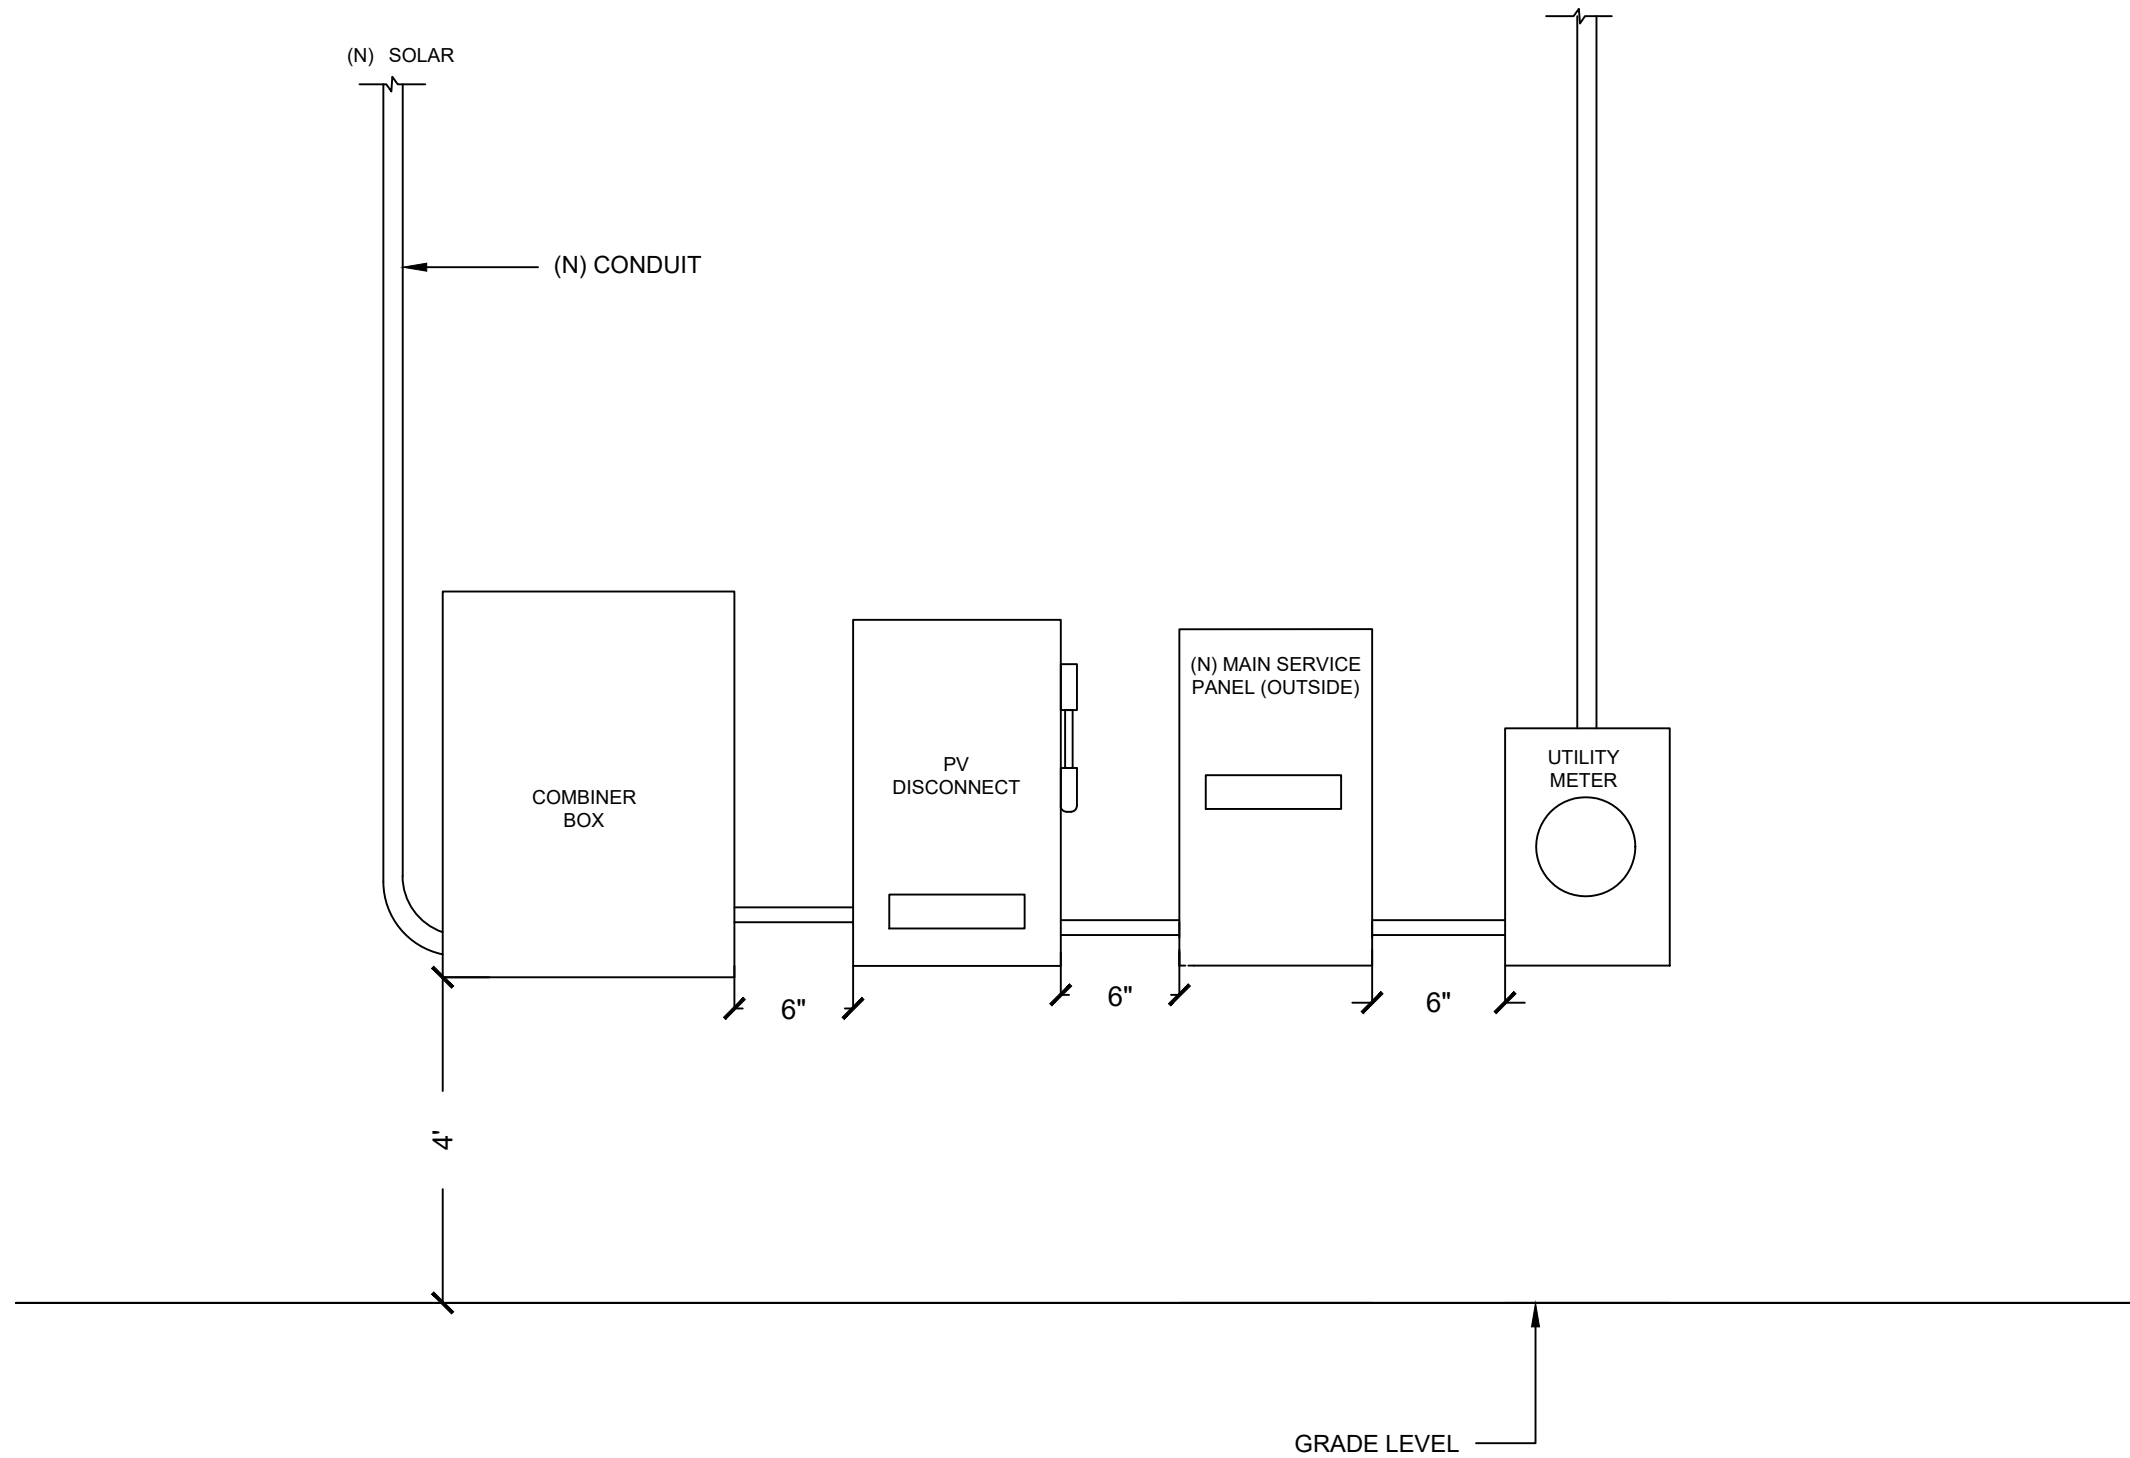 (N) SOLAR
(N) CONDUIT
COMBINER
BOX
PV
DISCONNECT
(N) MAIN SERVICE
PANEL (OUTSIDE)
UTILITY
METER
6"
6"
6"
4'
GRADE LEVEL